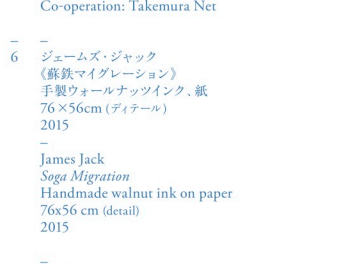 Co-operation: Takemura Net
– –
6 ジェームズ・ジャック
《蘇鉄マイグレーション》
手製ウォールナッツインク、紙
76×56cm (ディテール)
2015
–
James Jack
Soga Migration
Handmade walnut ink on paper
76x56 cm (detail)
2015
–